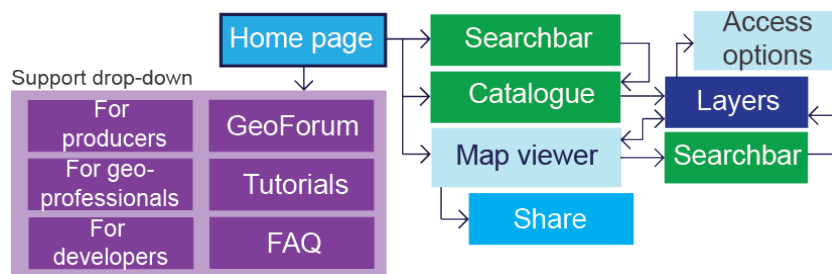 Home page
Support drop-down
For
producers
GeoForum
For geo-
professionals
Tutorials
For
developers
FAQ
Searchbar
Catalogue
Map viewer
Share
Access
options
Layers
Searchbar